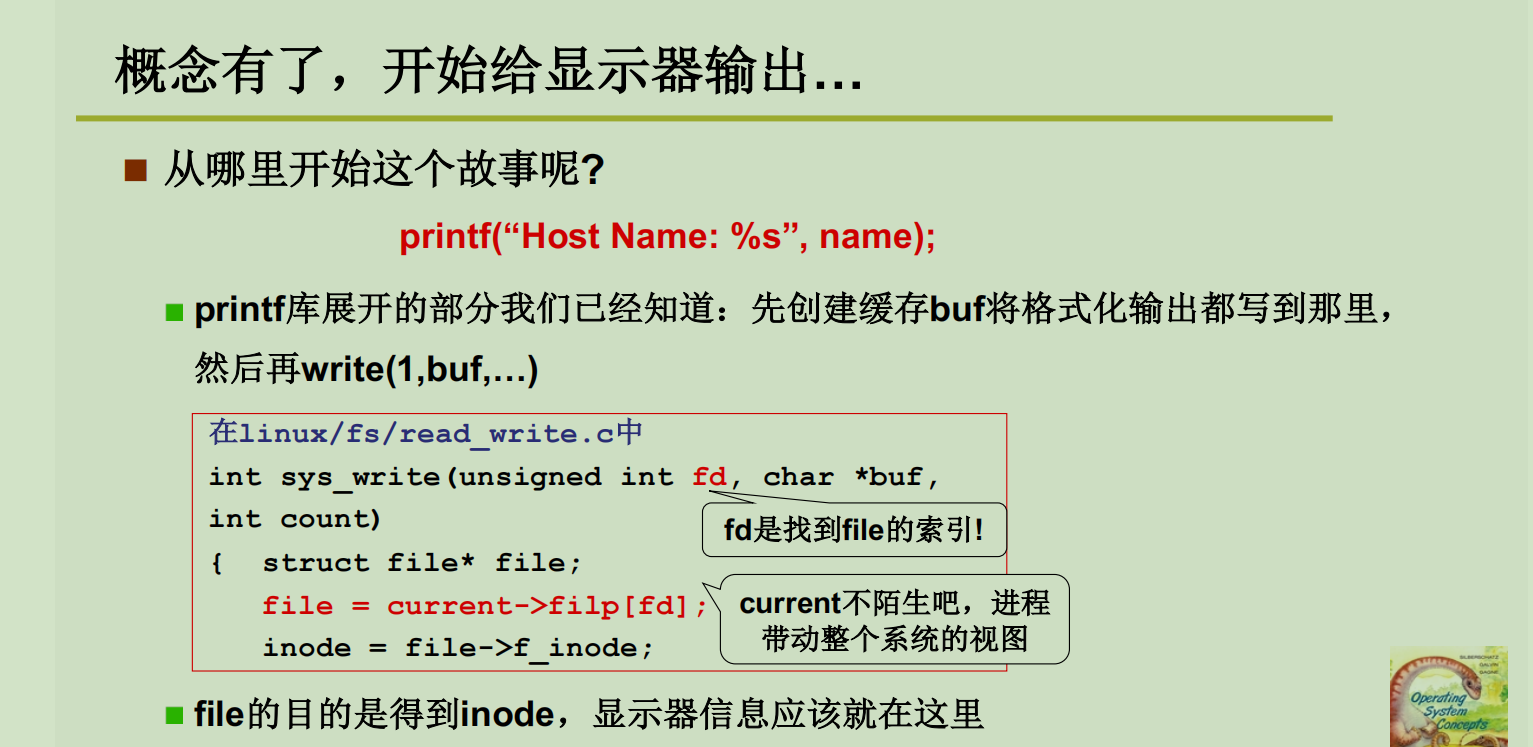 概念有了，开始给显示器输出…
从哪里开始这个故事呢?
printf(“Host Name: %s”, name);
printf库展开的部分我们已经知道：先创建缓存buf将格式化输出都写到那里，
然后再write(1,buf,…)
在linux/fs/read_write.c中
int sys_write(unsigned int fd, char *buf,
int count)
fd是找到file的索引!
{ struct file* file;
file = current->filp[fd];
current不陌生吧，进程
带动整个系统的视图
inode = file->f_inode;
file的目的是得到inode，显示器信息应该就在这里
SILBERSCHATZ
GALVIN
GAGNE
Operating
System
Concepts